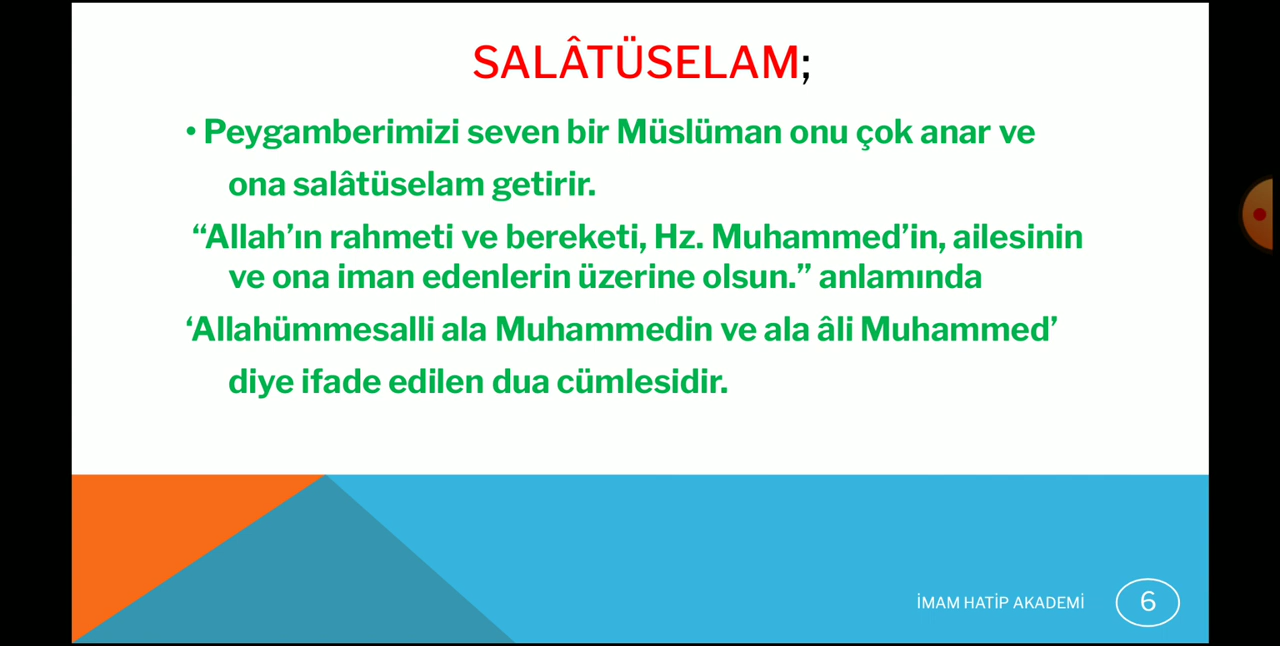 SALÂTÜSELAM;
• Peygamberimizi seven bir Müslüman onu çok anar ve
ona salâtüselam getirir.
“Allah’ın rahmeti ve bereketi, Hz. Muhammed’in, ailesinin
ve ona iman edenlerin üzerine olsun.” anlamında
‘Allahümmesalli ala Muhammedin ve ala âli Muhammed’
diye ifade edilen dua cümlesidir.
İMAM HATİP AKADEMİ
6